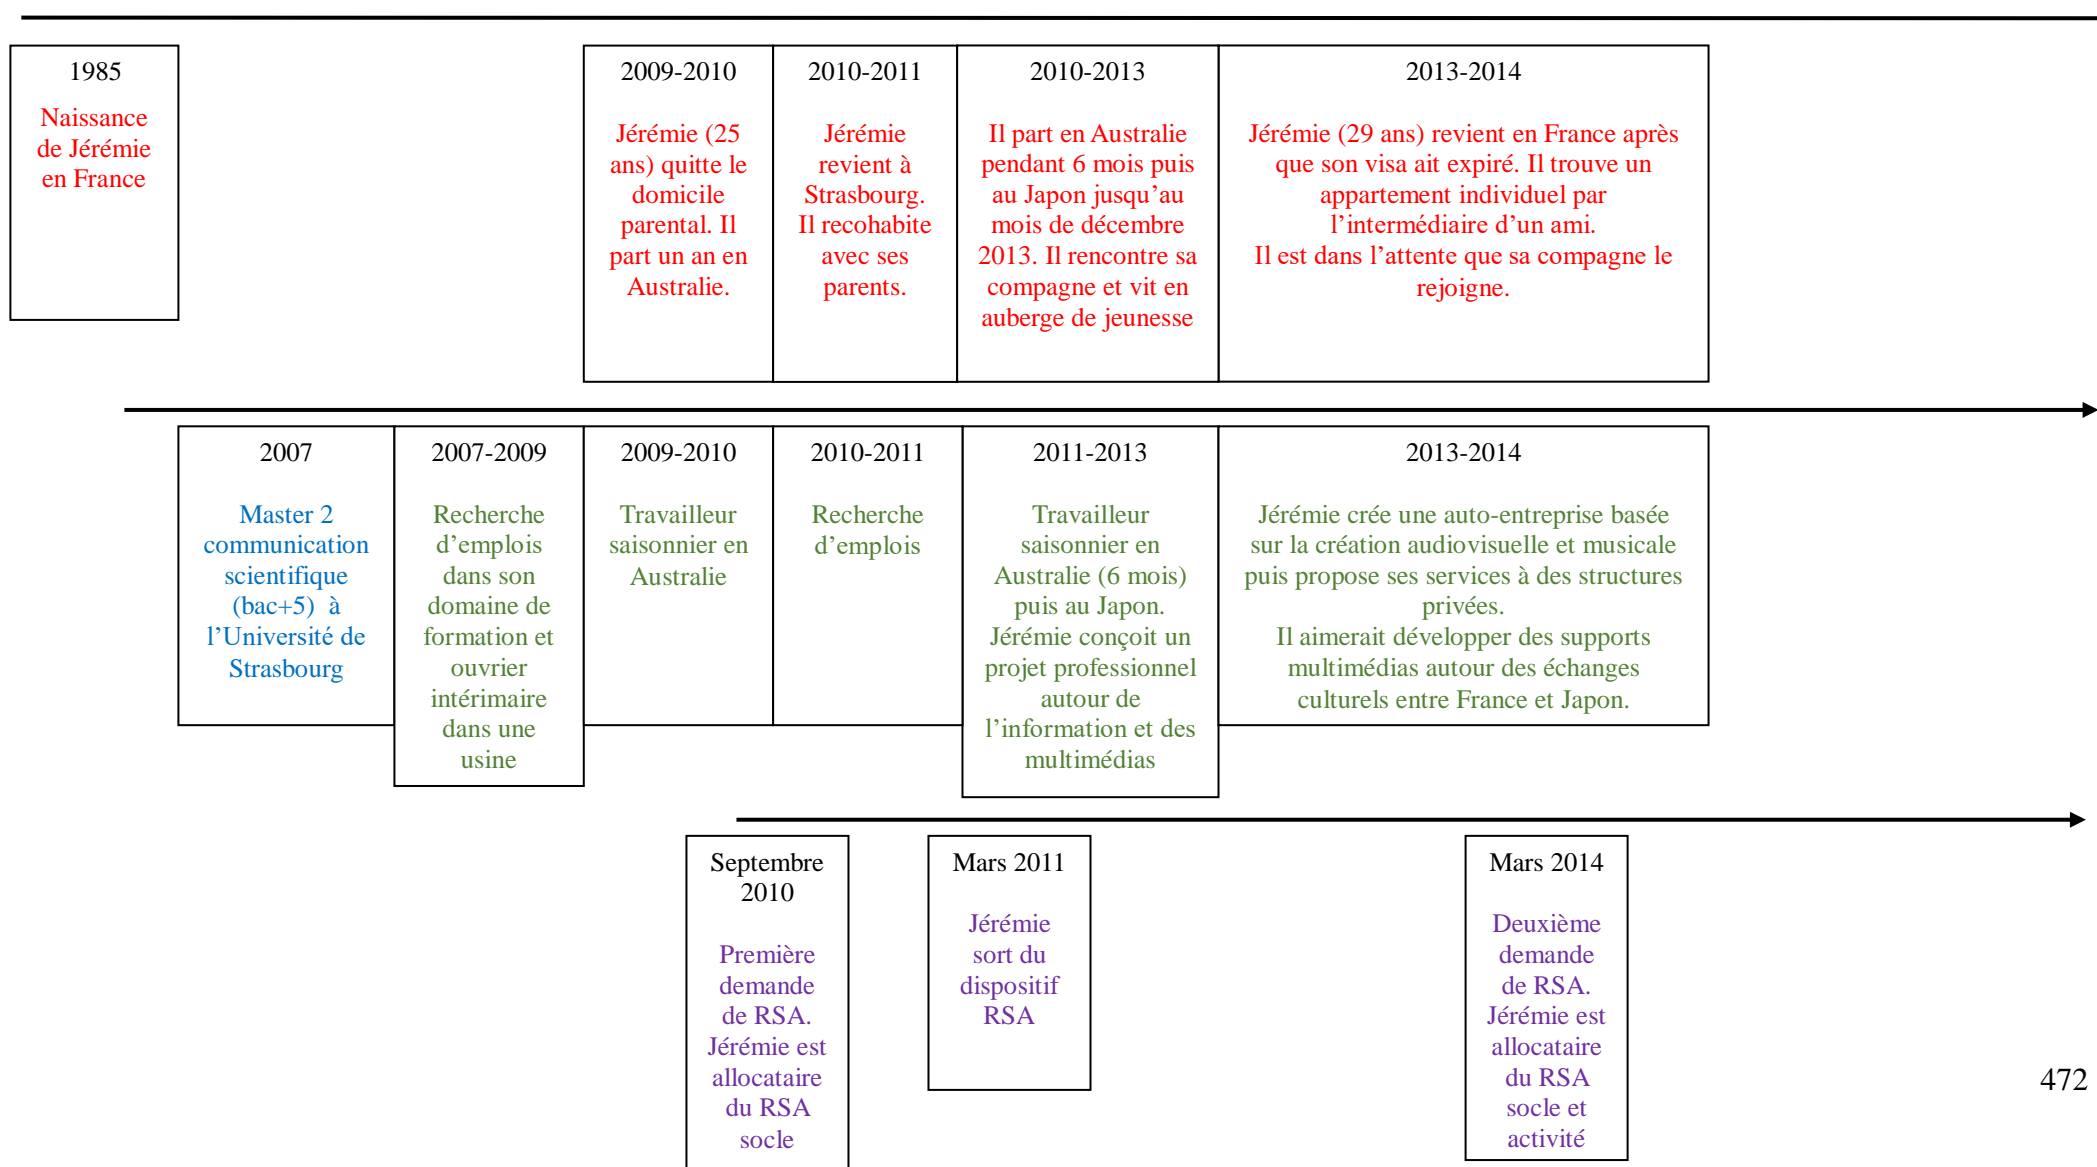 1985
Naissance
de Jérémie
en France
2009-2010
Jérémie (25
ans) quitte le
domicile
parental. Il
part un an en
Australie.
2010-2011
Jérémie
revient à
Strasbourg.
Il recohabite
avec ses
parents.
2010-2013
Il part en Australie
pendant 6 mois puis
au Japon jusqu’au
mois de décembre
2013. Il rencontre sa
compagne et vit en
auberge de jeunesse
2013-2014
Jérémie (29 ans) revient en France après
que son visa ait expiré. Il trouve un
appartement individuel par
l’intermédiaire d’un ami.
Il est dans l’attente que sa compagne le
rejoigne.
2007
Master 2
communication
scientifique
(bac+5) à
l’Université de
Strasbourg
2007-2009
Recherche
d’emplois
dans son
domaine de
formation et
ouvrier
intérimaire
dans une
usine
2009-2010
Travailleur
saisonnier en
Australie
2010-2011
Recherche
d’emplois
2011-2013
Travailleur
saisonnier en
Australie (6 mois)
puis au Japon.
Jérémie conçoit un
projet professionnel
autour de
l’information et des
multimédias
2013-2014
Jérémie crée une auto-entreprise basée
sur la création audiovisuelle et musicale
puis propose ses services à des structures
privées.
Il aimerait développer des supports
multimédias autour des échanges
culturels entre France et Japon.
Septembre
2010
Première
demande
de RSA.
Jérémie est
allocataire
du RSA
socle
Mars 2011
Jérémie
sort du
dispositif
RSA
Mars 2014
Deuxième
demande
de RSA.
Jérémie est
allocataire
du RSA
socle et
activité
472